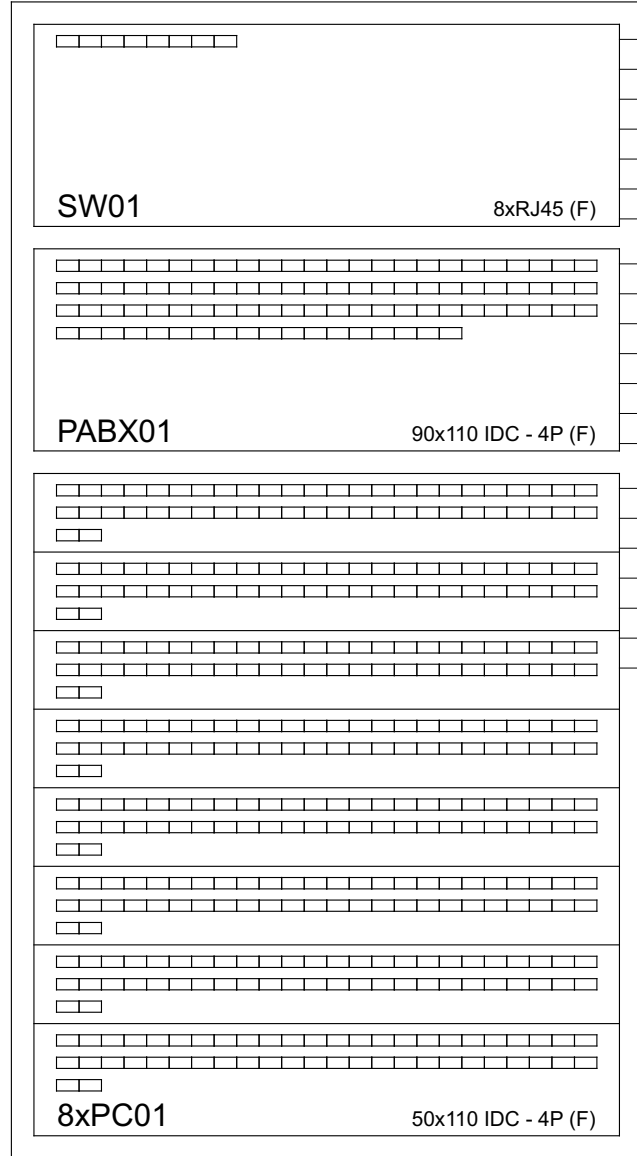 SW01 8xRJ45 (F)
PABX01 90x110 IDC - 4P (F)
8xPC01 50x110 IDC - 4P (F)